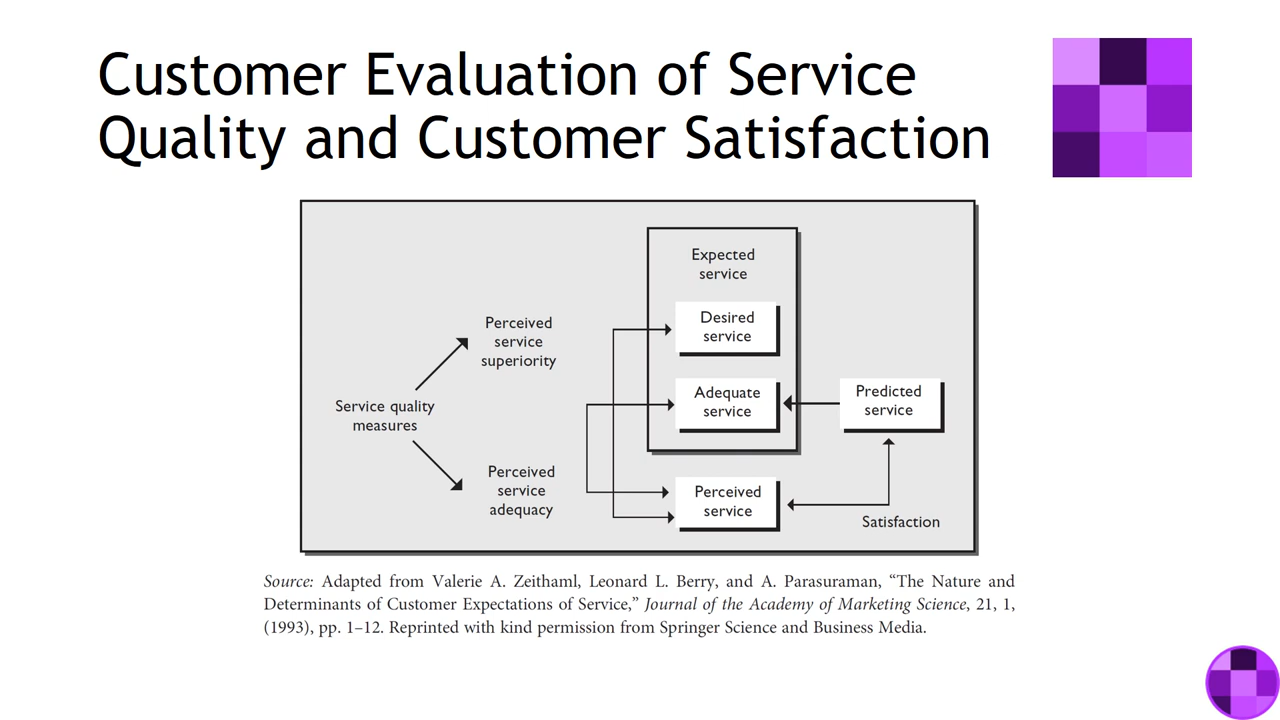 Customer Evaluation of Service
Quality and Customer Satisfaction
Expected
service
Desired
service
Perceived
service
superiority
Adequate
service
Predicted
service
Service quality
measures
Perceived
service
adequacy
Perceived
service
Satisfaction
Source: Adapted from Valerie A. Zeithaml, Leonard L. Berry, and A. Parasuraman, “The Nature and
Determinants of Customer Expectations of Service,” Journal of the Academy of Marketing Science, 21, 1,
(1993), pp. 1–12. Reprinted with kind permission from Springer Science and Business Media.